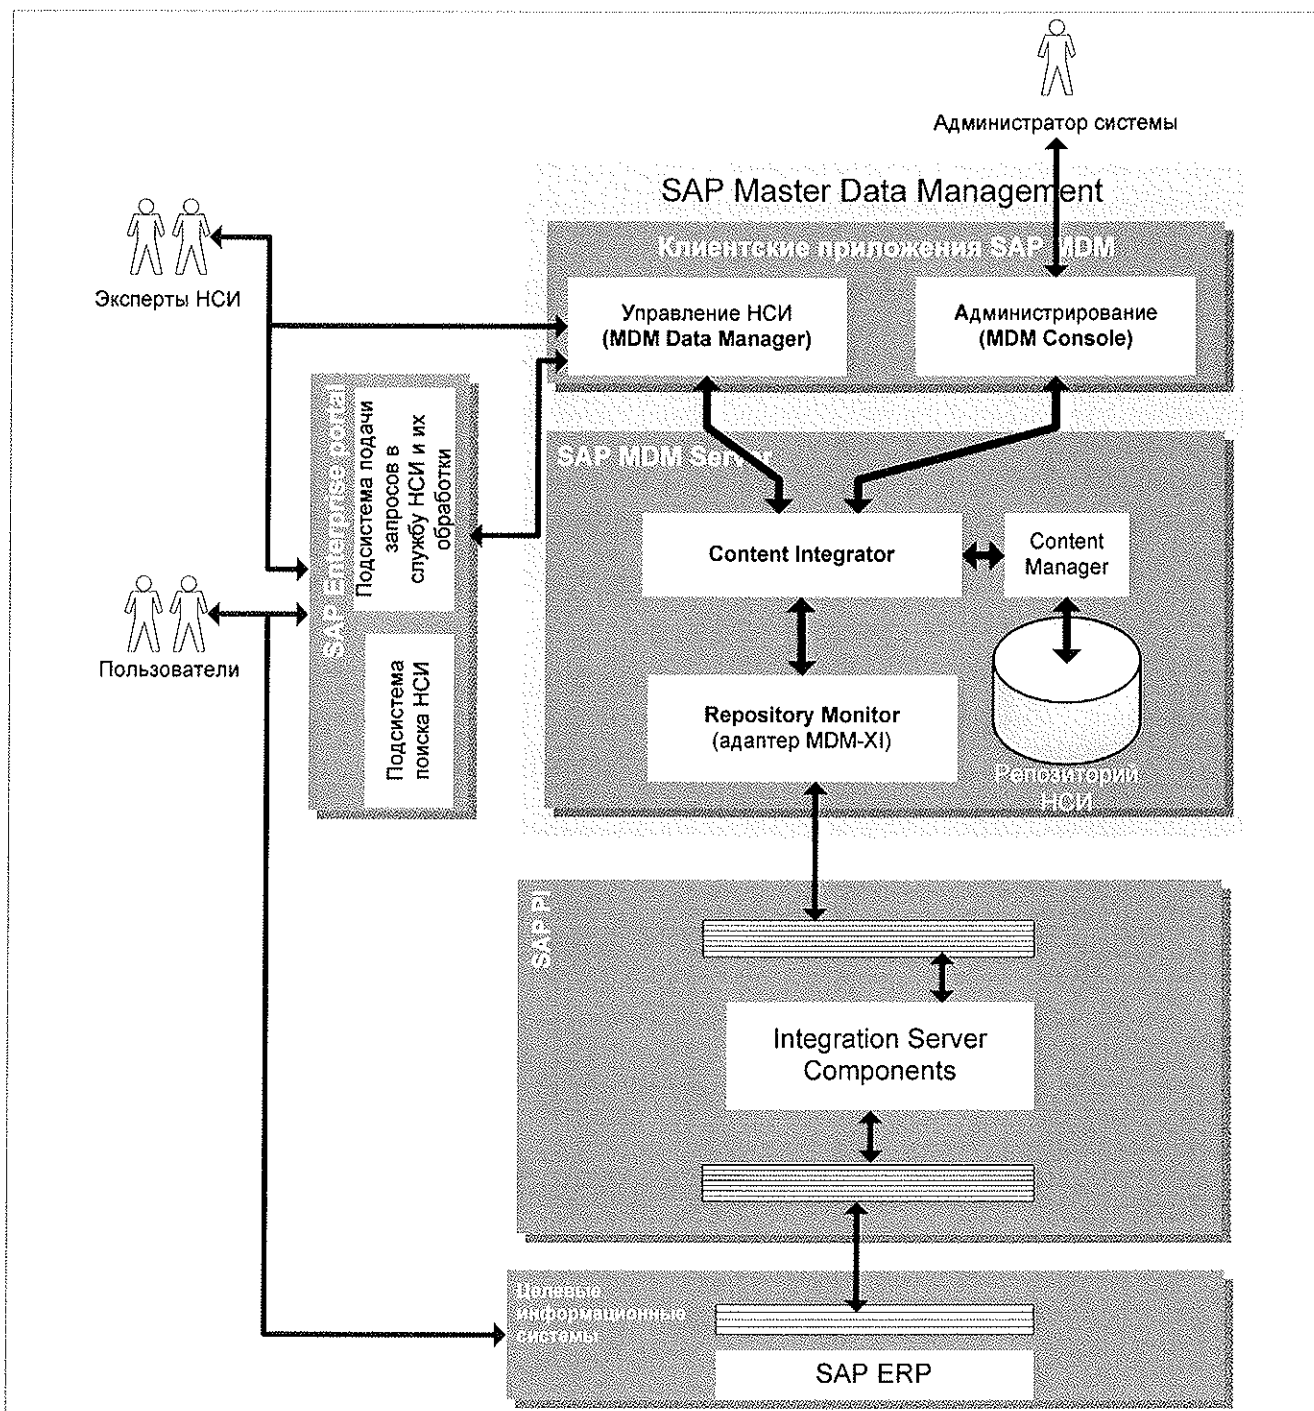 Администратор системы
SAP Master Data Management
Клиентские приложения SAP MDM
Эксперты НСИ
Управление НСИ
(MDM Data Manager)
Администрирование
(MDM Console)
SAP Enterprise portal
Подсистема подачи
запросов в
службу НСИ и их
обработки
Подсистема
поиска НСИ
Пользователи
SAP MDM Server
Content Integrator
Content
Manager
Repository Monitor
(адаптер MDM-XI)
Репозиторий
НСИ
SAP PI
Integration Server
Components
Целевые
информационные
системы
SAP ERP